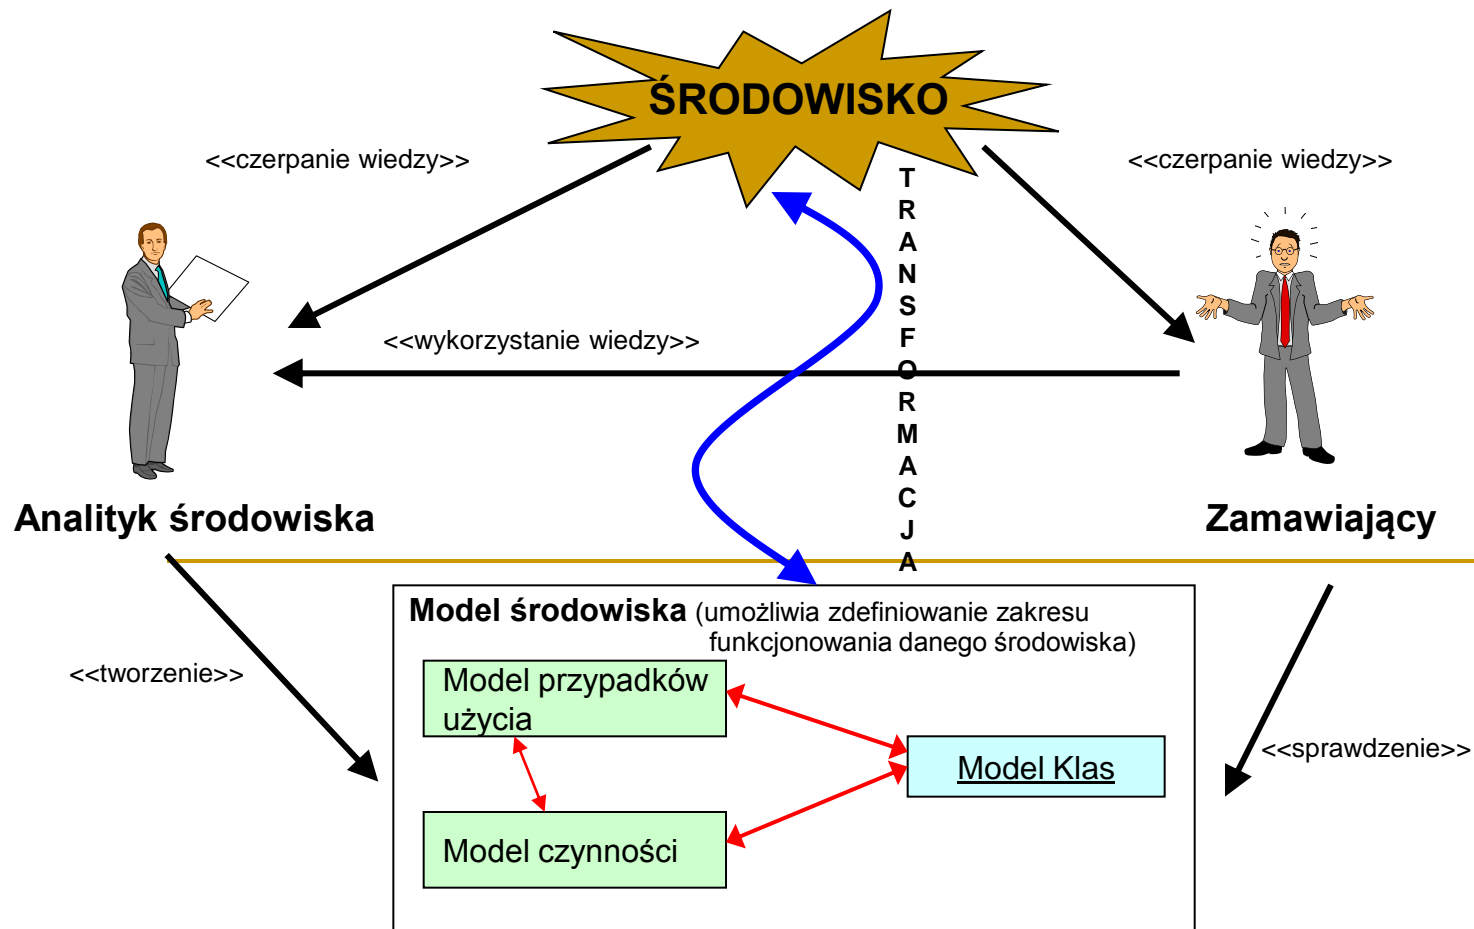 ŚRODOWISKO
<<czerpanie wiedzy>>
<<czerpanie wiedzy>>
TRANSFORMACJA
<<wykorzystanie wiedzy>>
Analityk środowiska
Zamawiający
Model środowiska (umożliwia zdefiniowanie zakresu
funkcjonowania danego środowiska)
<<tworzenie>>
Model przypadków
użycia
Model Klas
<<sprawdzenie>>
Model czynności